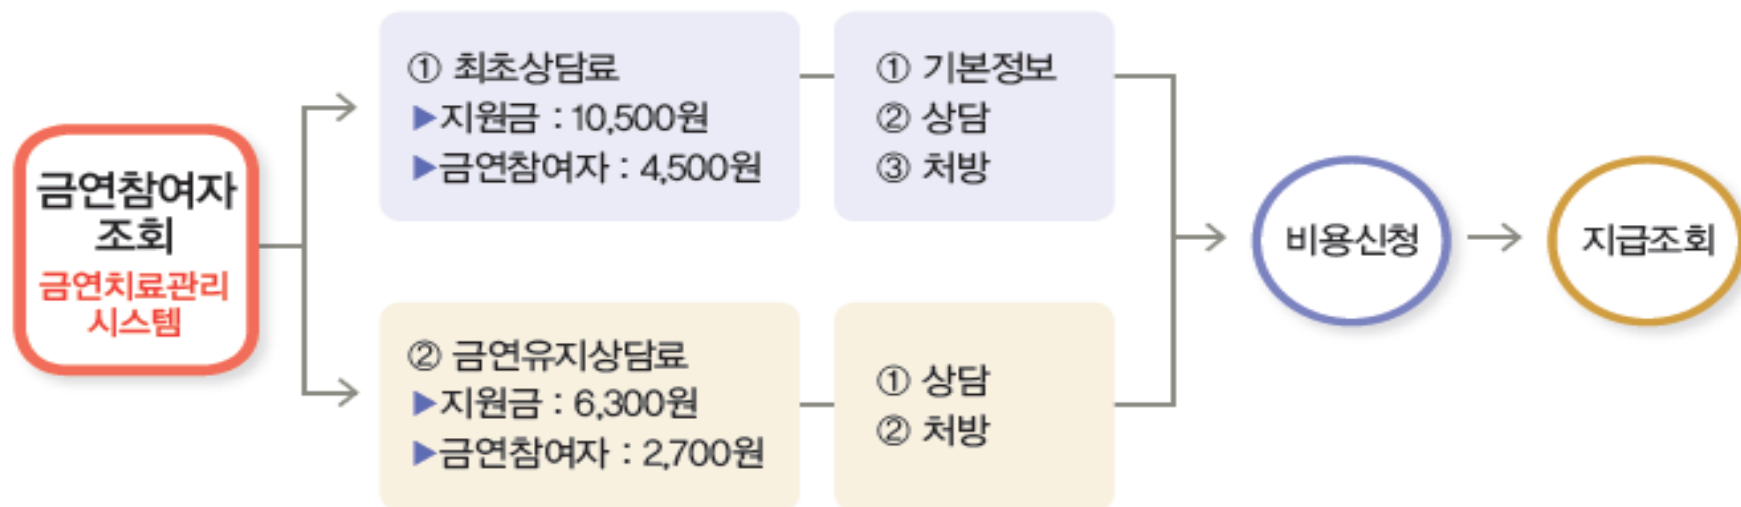 금연참여자
조회
금연치료관리
시스템
① 최초상담료
▶지원금 : 10,500원
▶금연참여자 : 4,500원
① 기본정보
② 상담
③ 처방
② 금연유지상담료
▶지원금 : 6,300원
▶금연참여자 : 2,700원
① 상담
② 처방
비용신청
지급조회